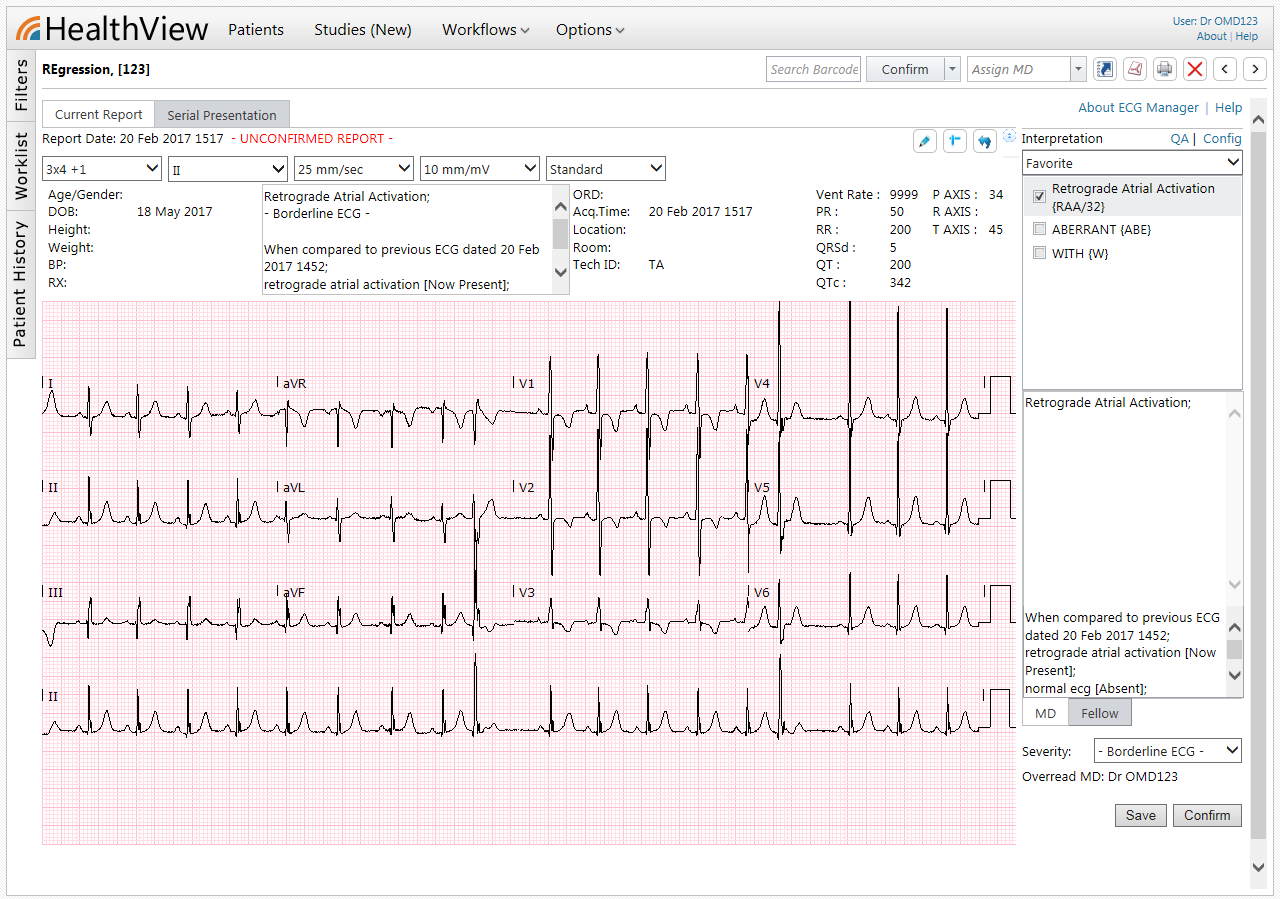 HealthView
Patients
Studies (New)
Workflows
Options
User: Dr OMD123
About | Help
Filters
Worklist
Patient History
REgression, [123]
Search Barcode
Confirm
Assign MD
Current Report
Serial Presentation
About ECG Manager | Help
Report Date: 20 Feb 2017 1517 - UNCONFIRMED REPORT -
3x4 +1
II
25 mm/sec
10 mm/mV
Standard
Age/Gender:
DOB: 18 May 2017
Height:
Weight:
BP:
RX:
Retrograde Atrial Activation;
- Borderline ECG -
When compared to previous ECG dated 20 Feb
2017 1452;
retrograde atrial activation [Now Present];
ORD:
Acq.Time: 20 Feb 2017 1517
Location:
Room:
Tech ID: TA
Vent Rate : 9999 P AXIS : 34
PR : 50 R AXIS :
RR : 200 T AXIS : 45
QRSd : 5
QT : 200
QTc : 342
I aVR V1 V4
II aVL V2 V5
III aVF V3 V6
II
Interpretation
QA | Config
Favorite
Retrograde Atrial Activation
{RAA/32}
ABERRANT {ABE}
WITH {W}
Retrograde Atrial Activation;
When compared to previous ECG
dated 20 Feb 2017 1452;
retrograde atrial activation [Now
Present];
normal ecg [Absent];
MD
Fellow
Severity: - Borderline ECG -
Overread MD: Dr OMD123
Save
Confirm